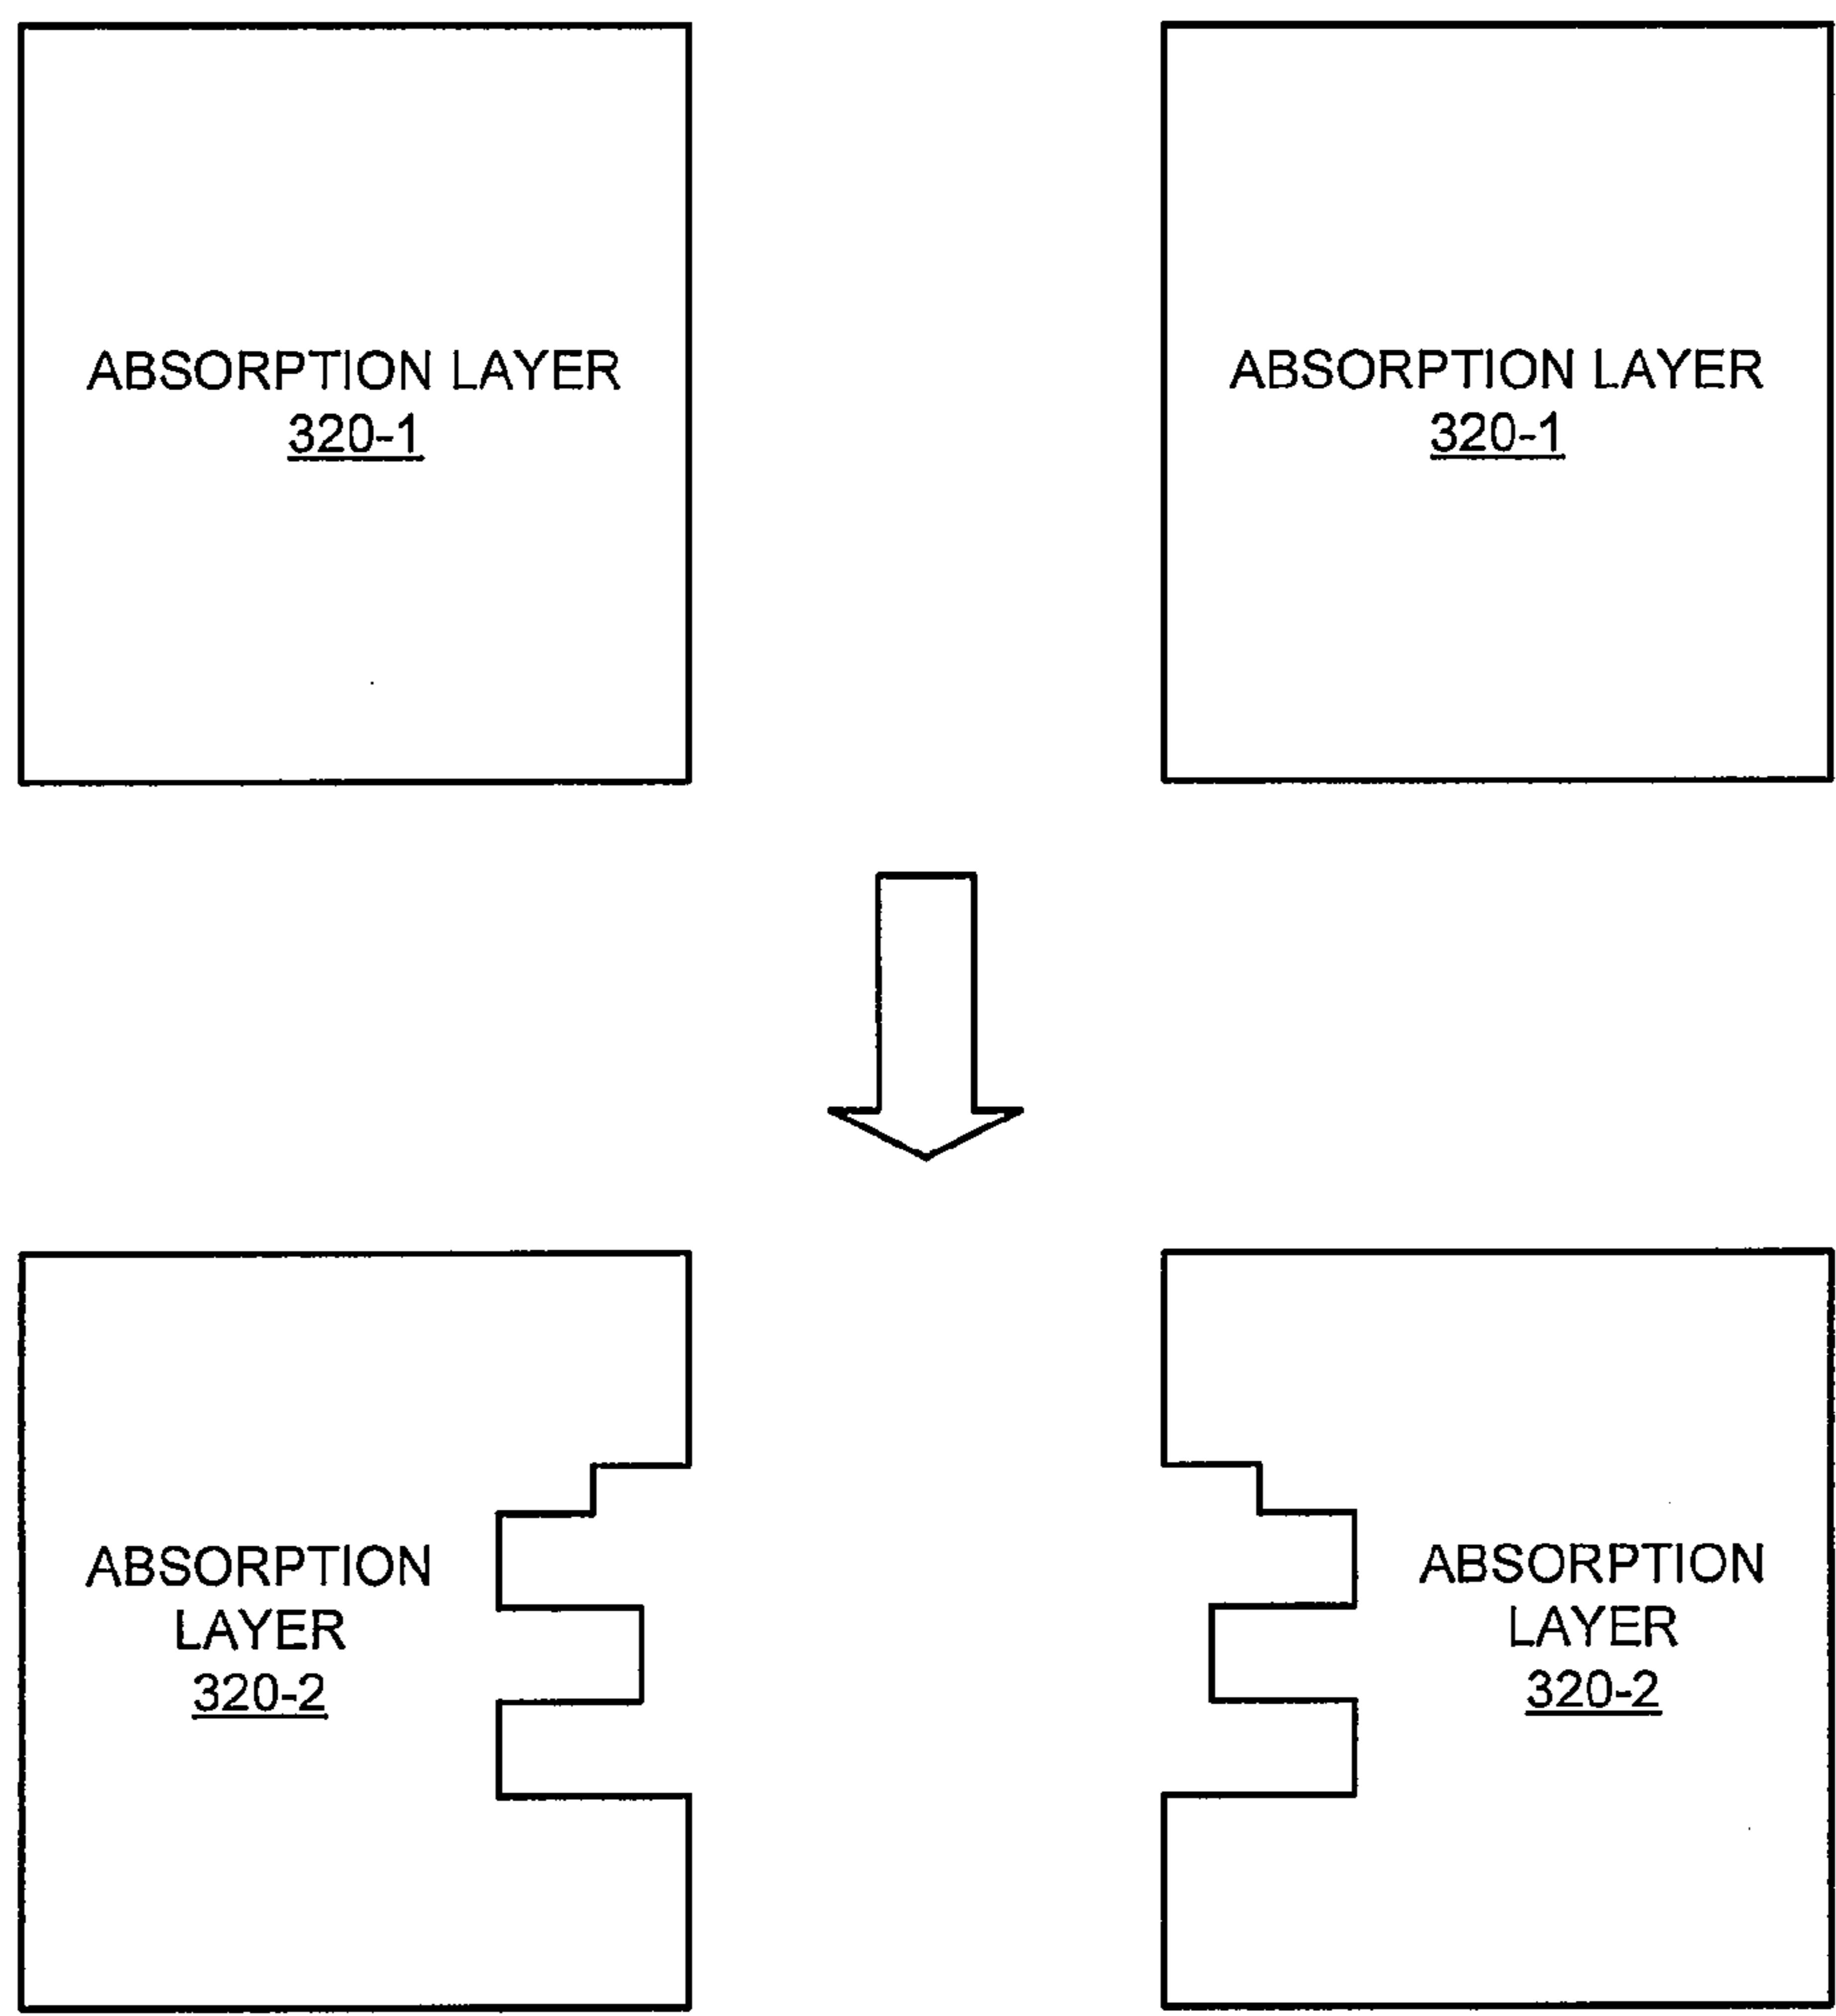 ABSORPTION LAYER
320-1
ABSORPTION LAYER
320-1
ABSORPTION
LAYER
320-2
ABSORPTION
LAYER
320-2